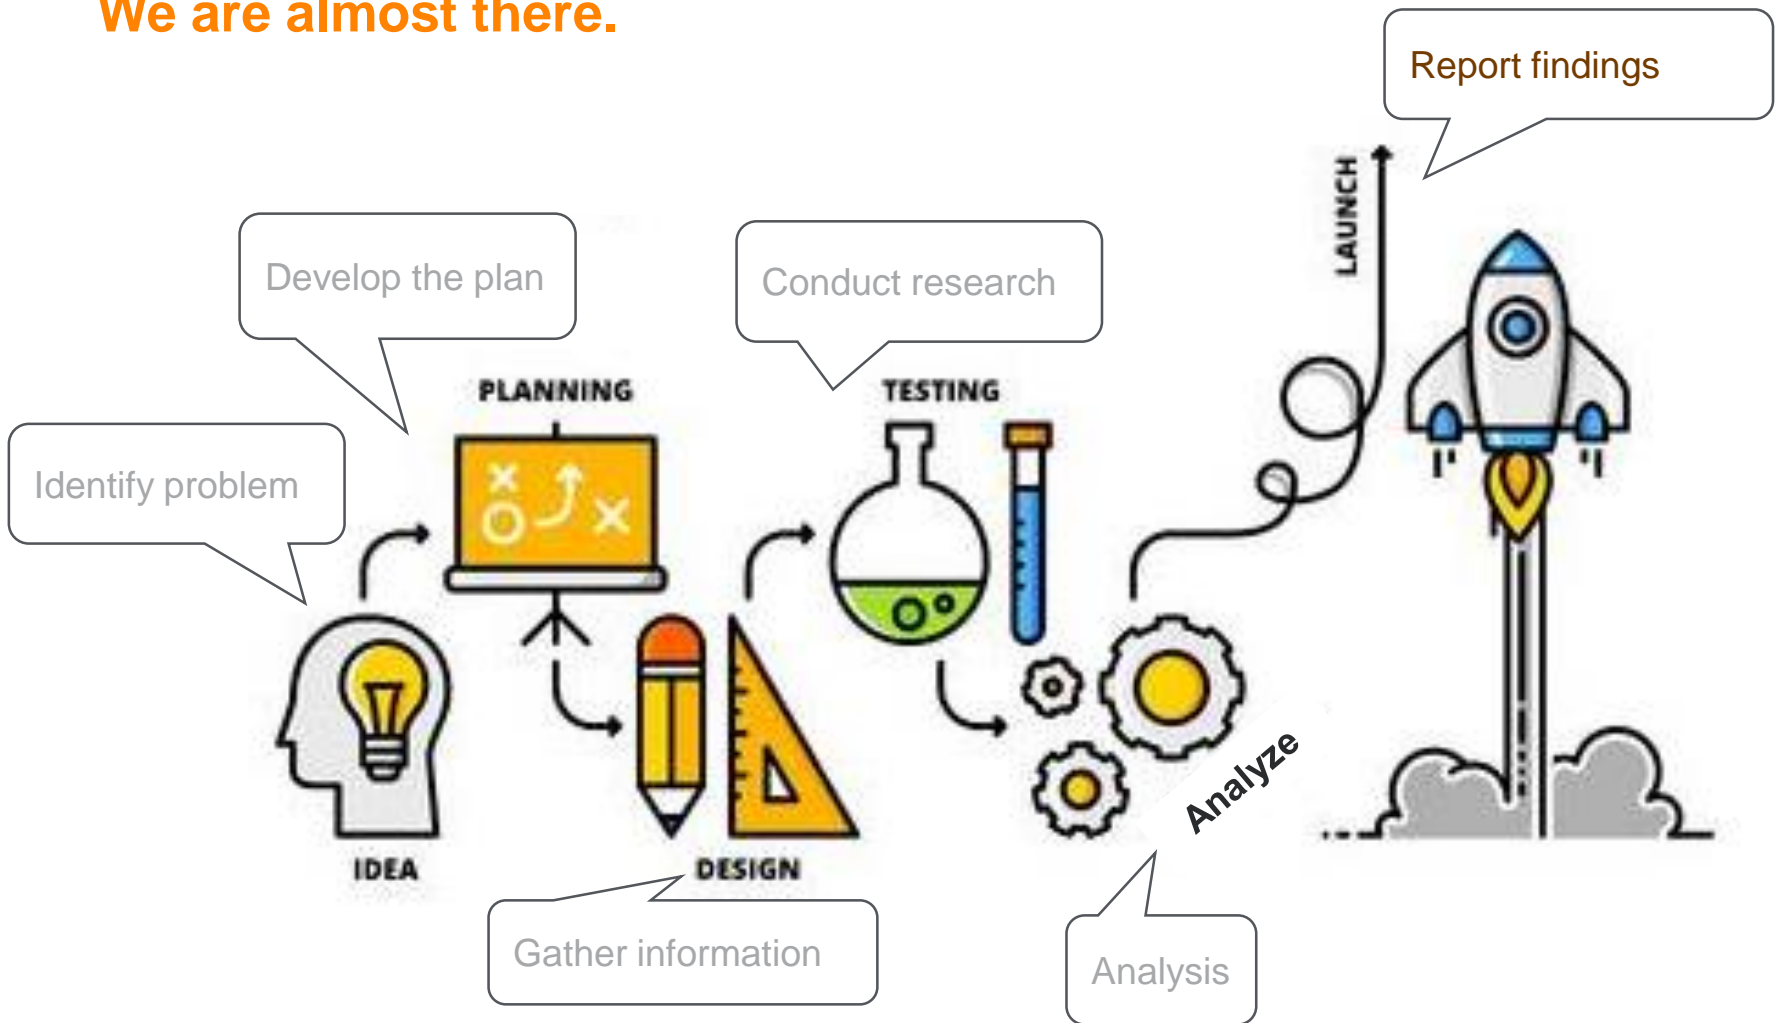 We are almost there.
Report findings
LAUNCH
Develop the plan
Conduct research
PLANNING
TESTING
Identify problem
Analyze
IDEA
DESIGN
Gather information
Analysis